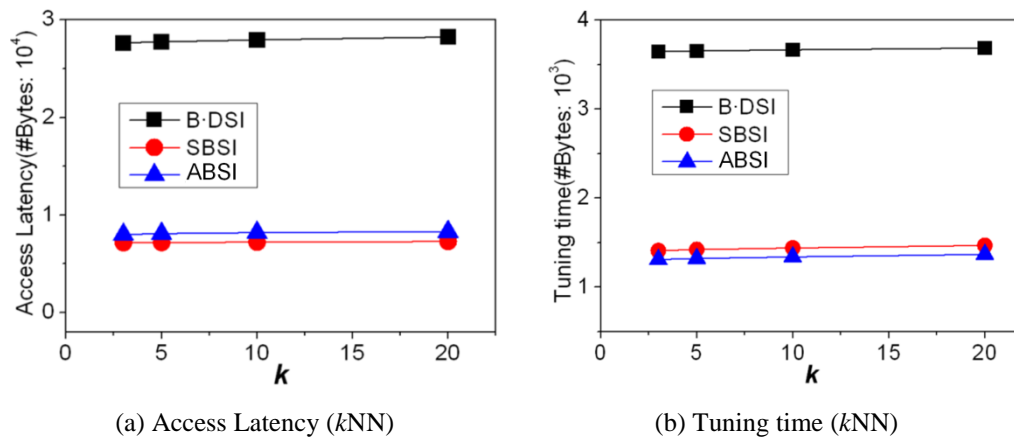 Access Latency(#Bytes: 10⁴)
3
2
1
0
B·DSI
SBSI
ABSI
0 5 10 15 20
k
(a) Access Latency (kNN)
Tuning time(#Bytes: 10³)
4
3
2
1
B·DSI
SBSI
ABSI
0 5 10 15 20
k
(b) Tuning time (kNN)